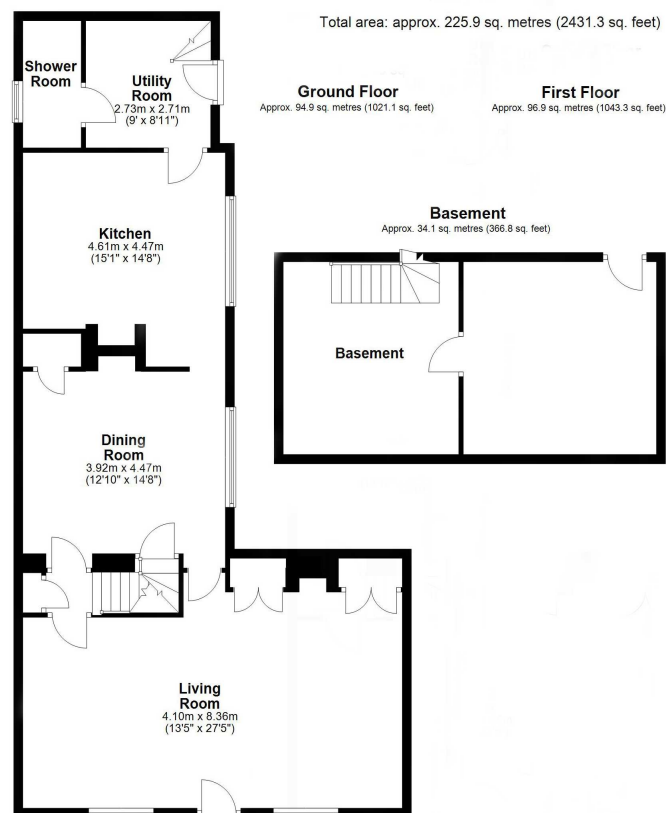 Total area: approx. 225.9 sq. metres (2431.3 sq. feet)
Shower
Room
Utility
Room
2.73m x 2.71m
(9' x 8'11")
Ground Floor
Approx. 94.9 sq. metres (1021.1 sq. feet)
First Floor
Approx. 96.9 sq. metres (1043.3 sq. feet)
Kitchen
4.61m x 4.47m
(15'1" x 14'8")
Basement
Approx. 34.1 sq. metres (366.8 sq. feet)
Basement
Dining
Room
3.92m x 4.47m
(12'10" x 14'8")
Living
Room
4.10m x 8.36m
(13'5" x 27'5")